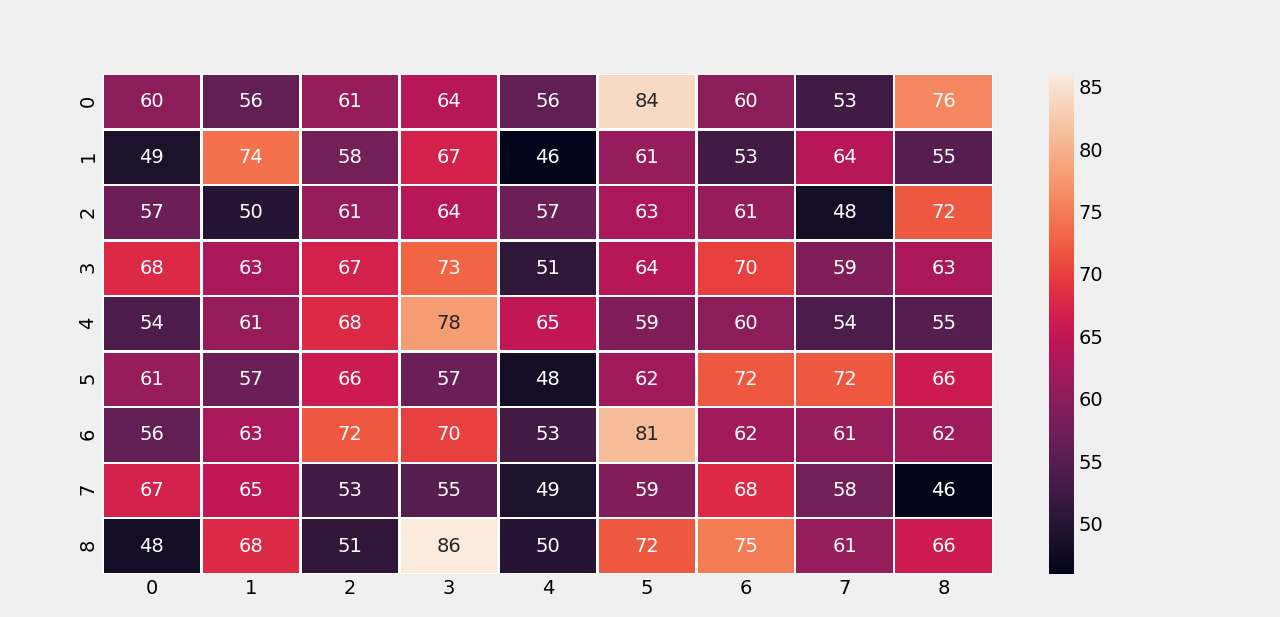 0 60 56 61 64 56 84 60 53 76
1 49 74 58 67 46 61 53 64 55
2 57 50 61 64 57 63 61 48 72
3 68 63 67 73 51 64 70 59 63
4 54 61 68 78 65 59 60 54 55
5 61 57 66 57 48 62 72 72 66
6 56 63 72 70 53 81 62 61 62
7 67 65 53 55 49 59 68 58 46
8 48 68 51 86 50 72 75 61 66
0 1 2 3 4 5 6 7 8
85
80
75
70
65
60
55
50